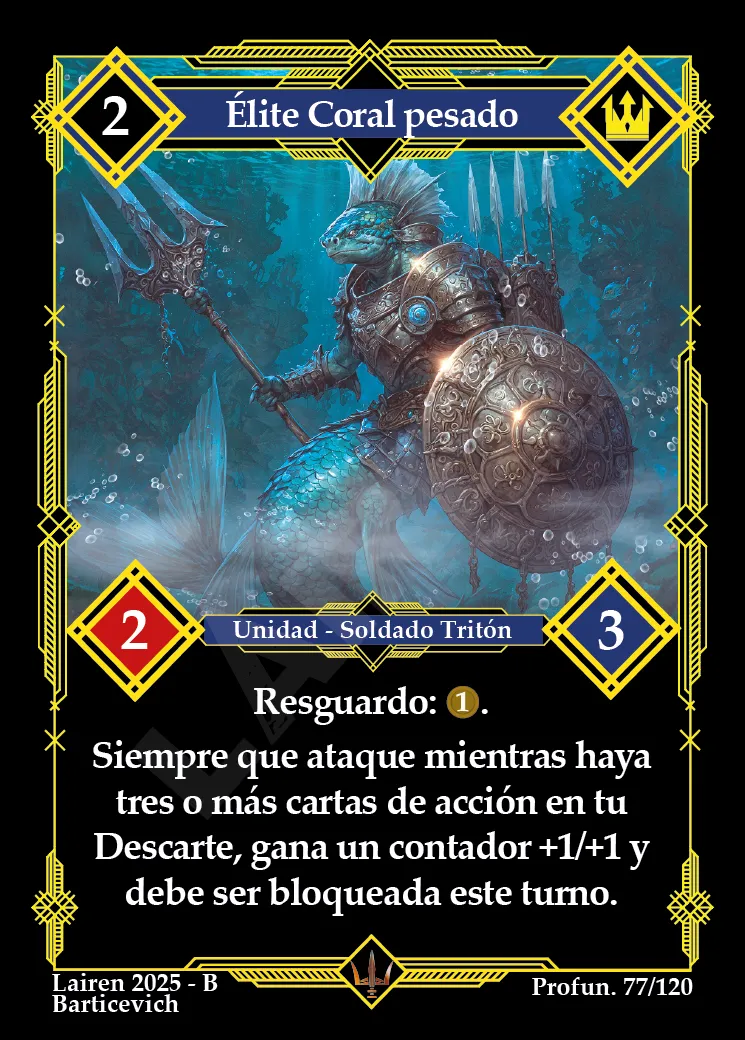 2
Élite Coral pesado
2
Unidad - Soldado Tritón
3
Resguardo: 1.
Siempre que ataque mientras haya
tres o más cartas de acción en tu
Descarte, gana un contador +1/+1 y
debe ser bloqueada este turno.
Lairen 2025 - B
Barticevich
Profun. 77/120